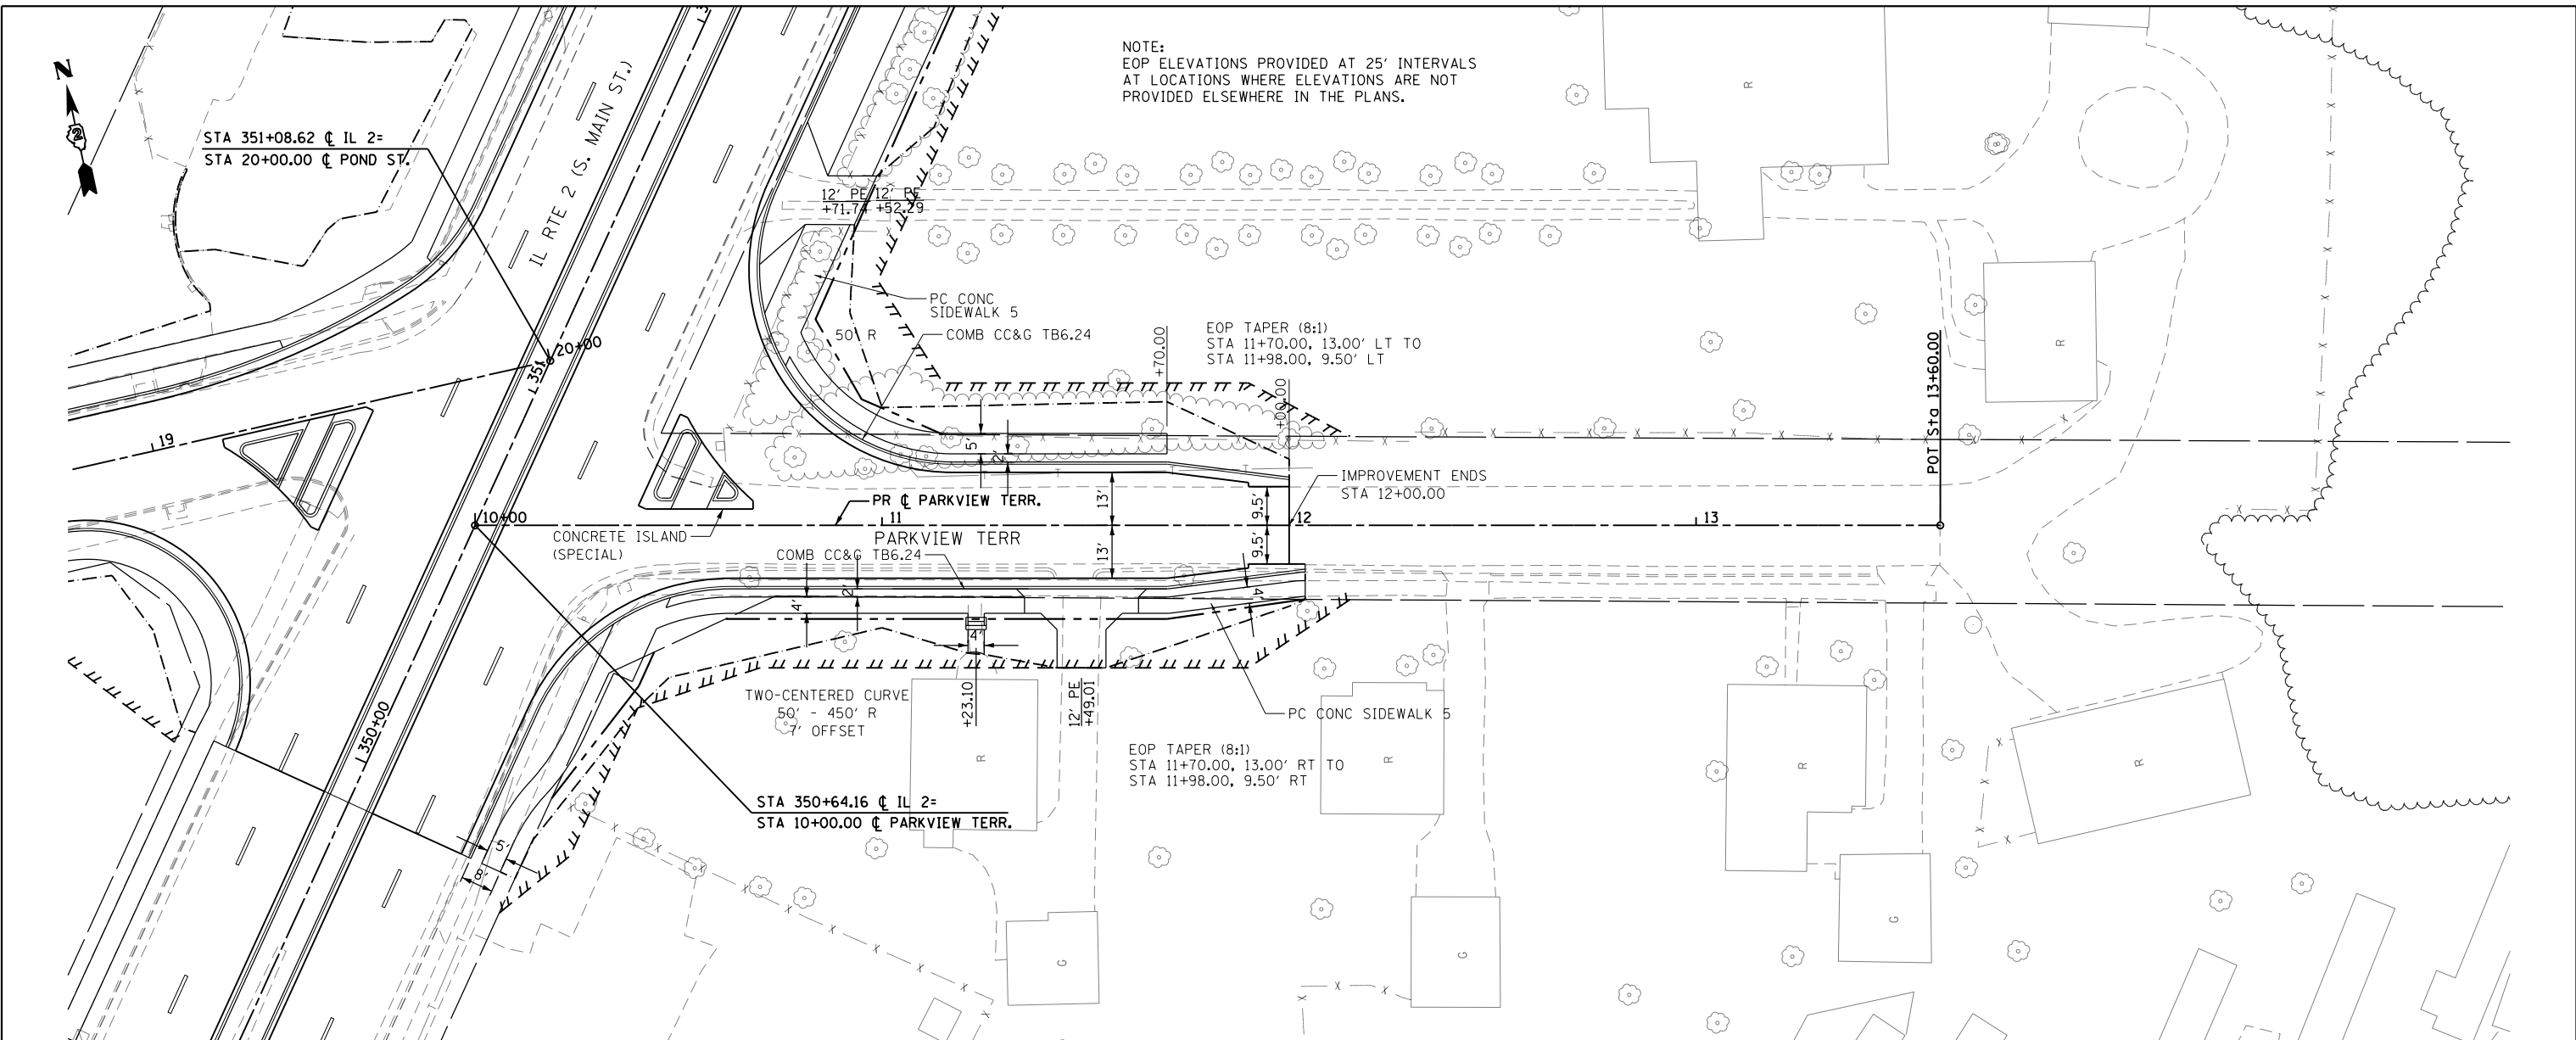 NOTE:
EOP ELEVATIONS PROVIDED AT 25' INTERVALS
AT LOCATIONS WHERE ELEVATIONS ARE NOT
PROVIDED ELSEWHERE IN THE PLANS.
N
2
STA 351+08.62 ℄ IL 2=
STA 20+00.00 ℄ POND ST.
IL RTE 2 (S. MAIN ST.)
12' PE
+71.74
12' PE
+52.29
R
PC CONC
SIDEWALK 5
50' R
COMB CC&G TB6.24
+70.00
EOP TAPER (8:1)
STA 11+70.00, 13.00' LT TO
STA 11+98.00, 9.50' LT
+00.00
R
POT Sta 13+60.00
20+00
351
19
5'
2'
IMPROVEMENT ENDS
STA 12+00.00
13'
9.5'
PR ℄ PARKVIEW TERR.
10+00
11
12
13
PARKVIEW TERR
CONCRETE ISLAND
(SPECIAL)
COMB CC&G TB6.24
13'
9.5'
4'
2'
4'
4'
TWO-CENTERED CURVE
50' - 450' R
7' OFFSET
+23.10
12' PE
+49.01
PC CONC SIDEWALK 5
350+00
EOP TAPER (8:1)
STA 11+70.00, 13.00' RT TO
STA 11+98.00, 9.50' RT
R
R
R
R
STA 350+64.16 ℄ IL 2=
STA 10+00.00 ℄ PARKVIEW TERR.
5'
8'
G
G
G